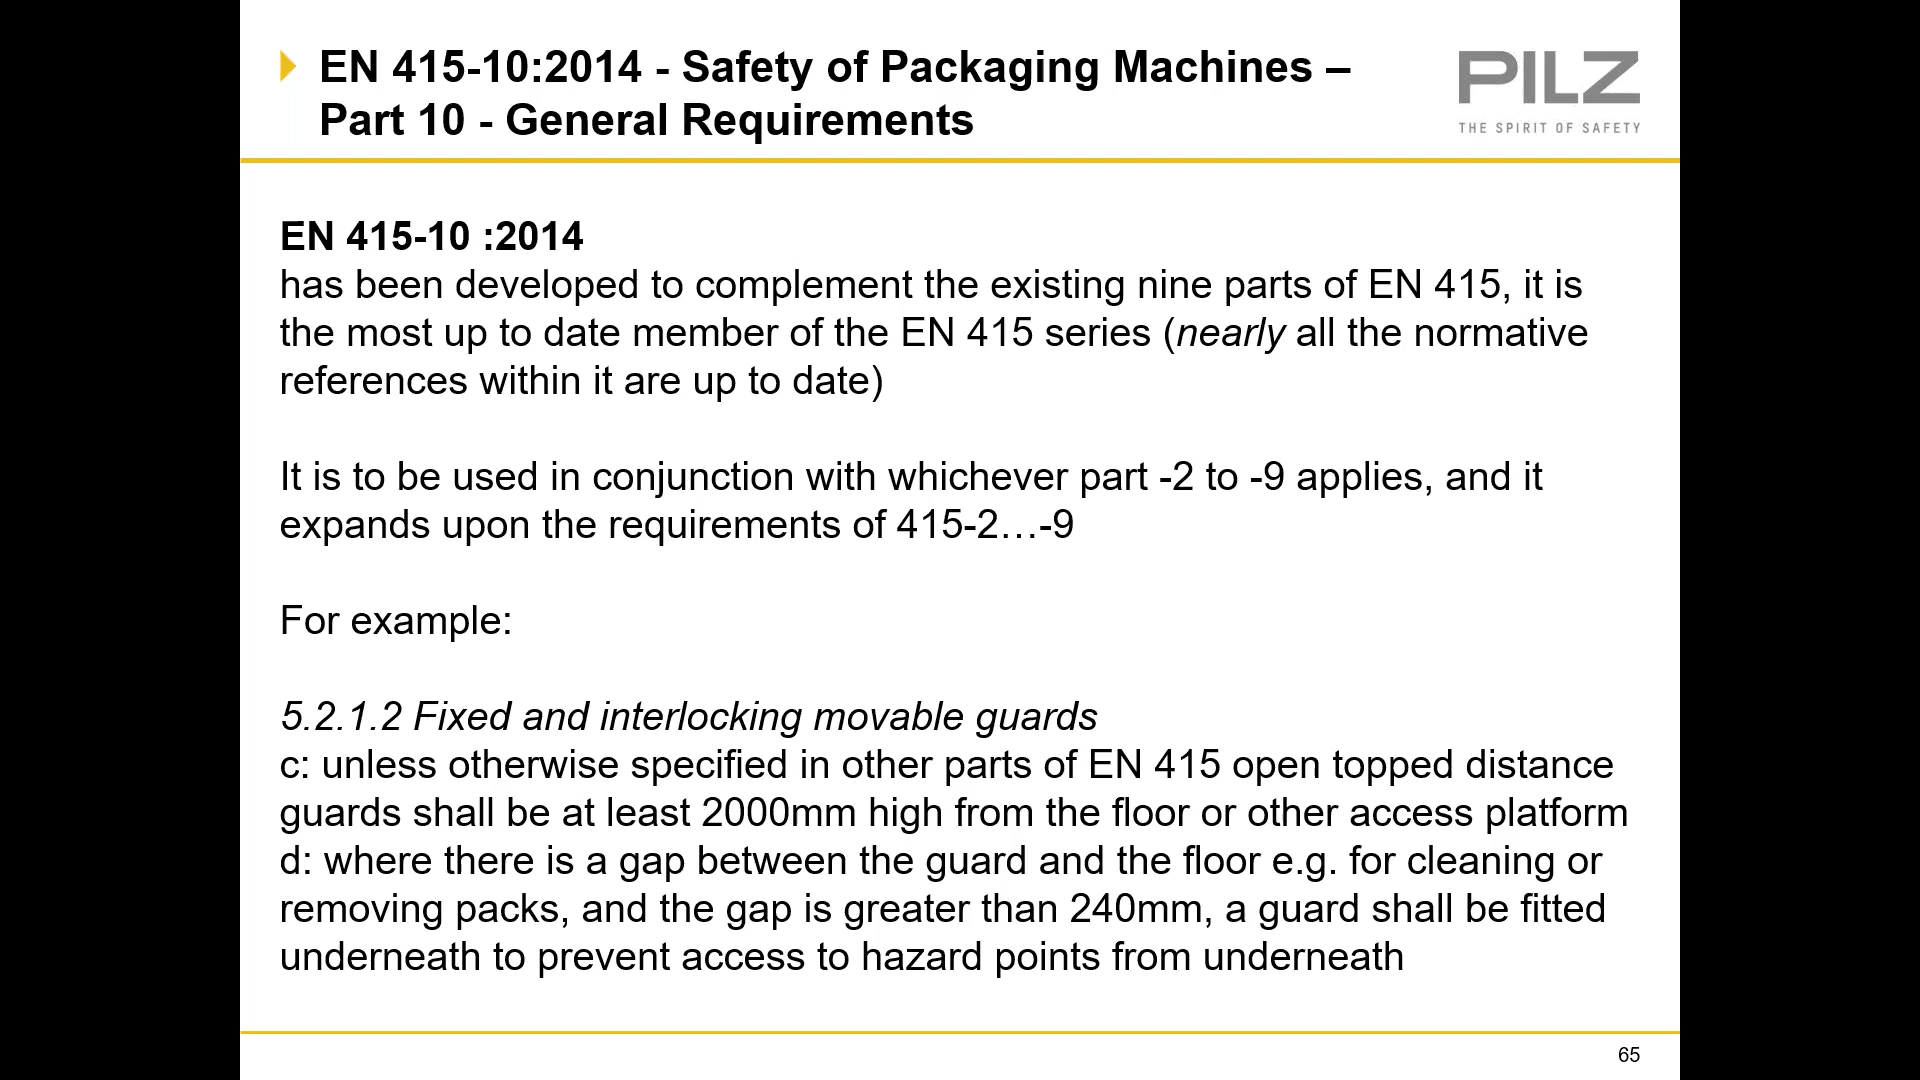 EN 415-10:2014 - Safety of Packaging Machines –
Part 10 - General Requirements
PILZ
THE SPIRIT OF SAFETY
EN 415-10 :2014
has been developed to complement the existing nine parts of EN 415, it is
the most up to date member of the EN 415 series (nearly all the normative
references within it are up to date)
It is to be used in conjunction with whichever part -2 to -9 applies, and it
expands upon the requirements of 415-2…-9
For example:
5.2.1.2 Fixed and interlocking movable guards
c: unless otherwise specified in other parts of EN 415 open topped distance
guards shall be at least 2000mm high from the floor or other access platform
d: where there is a gap between the guard and the floor e.g. for cleaning or
removing packs, and the gap is greater than 240mm, a guard shall be fitted
underneath to prevent access to hazard points from underneath
65